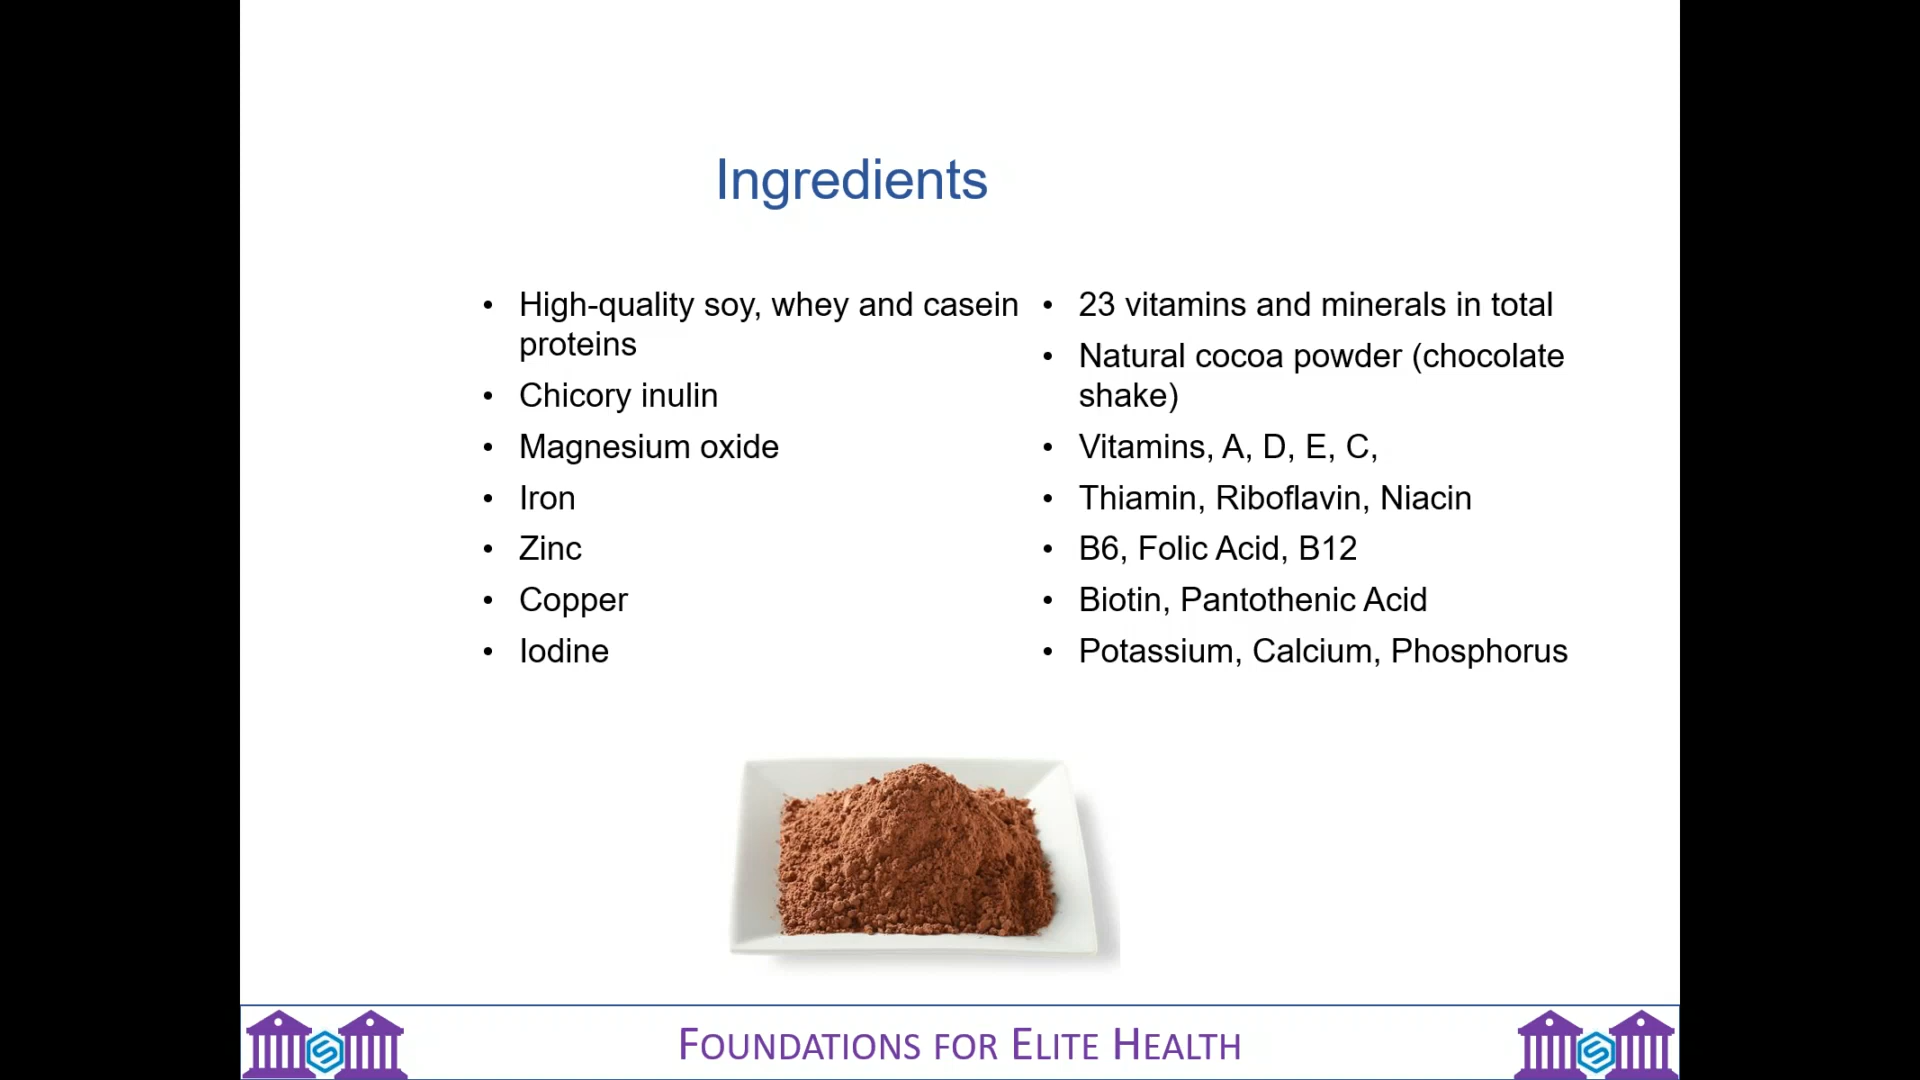 Ingredients
• High-quality soy, whey and casein
proteins
• Chicory inulin
• Magnesium oxide
• Iron
• Zinc
• Copper
• Iodine
• 23 vitamins and minerals in total
• Natural cocoa powder (chocolate
shake)
• Vitamins, A, D, E, C,
• Thiamin, Riboflavin, Niacin
• B6, Folic Acid, B12
• Biotin, Pantothenic Acid
• Potassium, Calcium, Phosphorus
FOUNDATIONS FOR ELITE HEALTH